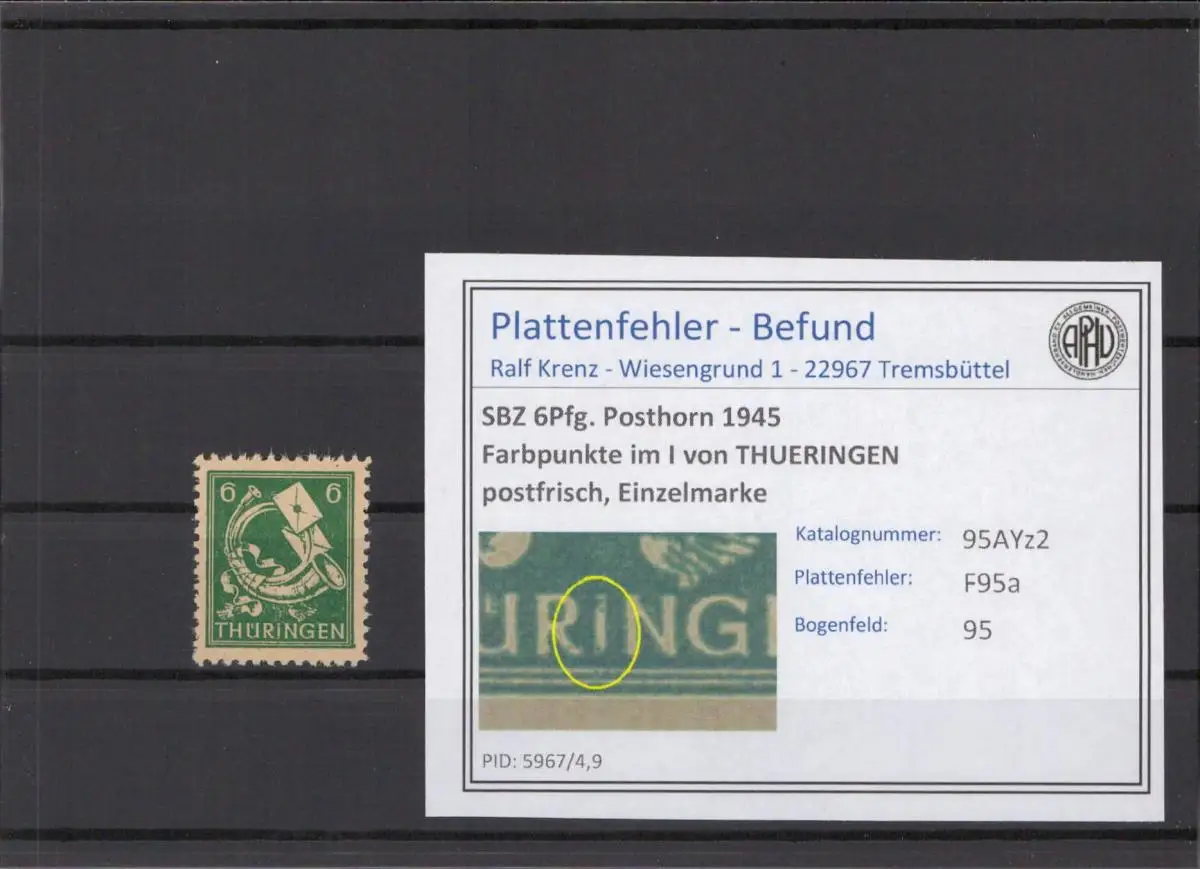 6 6
THÜRINGEN
Plattenfehler - Befund
Ralf Krenz - Wiesengrund 1 - 22967 Tremsbüttel
APHV
SBZ 6Pfg. Posthorn 1945
Farbpunkte im I von THUERINGEN
postfrisch, Einzelmarke
ÜRINGE
Katalognummer: 95AYz2
Plattenfehler: F95a
Bogenfeld: 95
PID: 5967/4,9